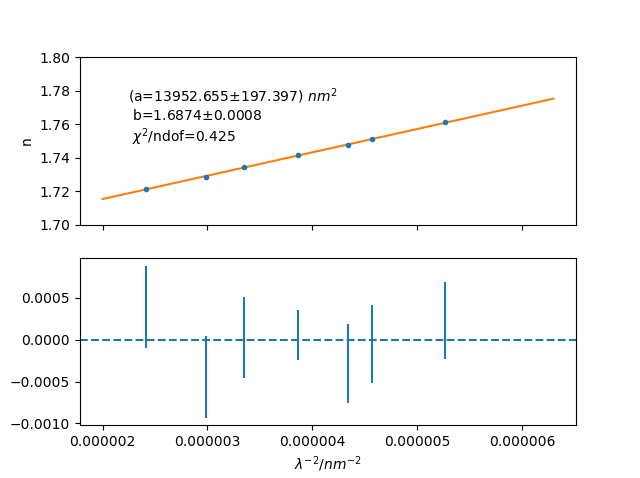 1.80
1.78
1.76
1.74
1.72
1.70
n
(a=13952.655±197.397) nm²
b=1.6874±0.0008
χ²/ndof=0.425
0.0005
0.0000
−0.0005
−0.0010
0.000002 0.000003 0.000004 0.000005 0.000006
λ⁻²/nm⁻²